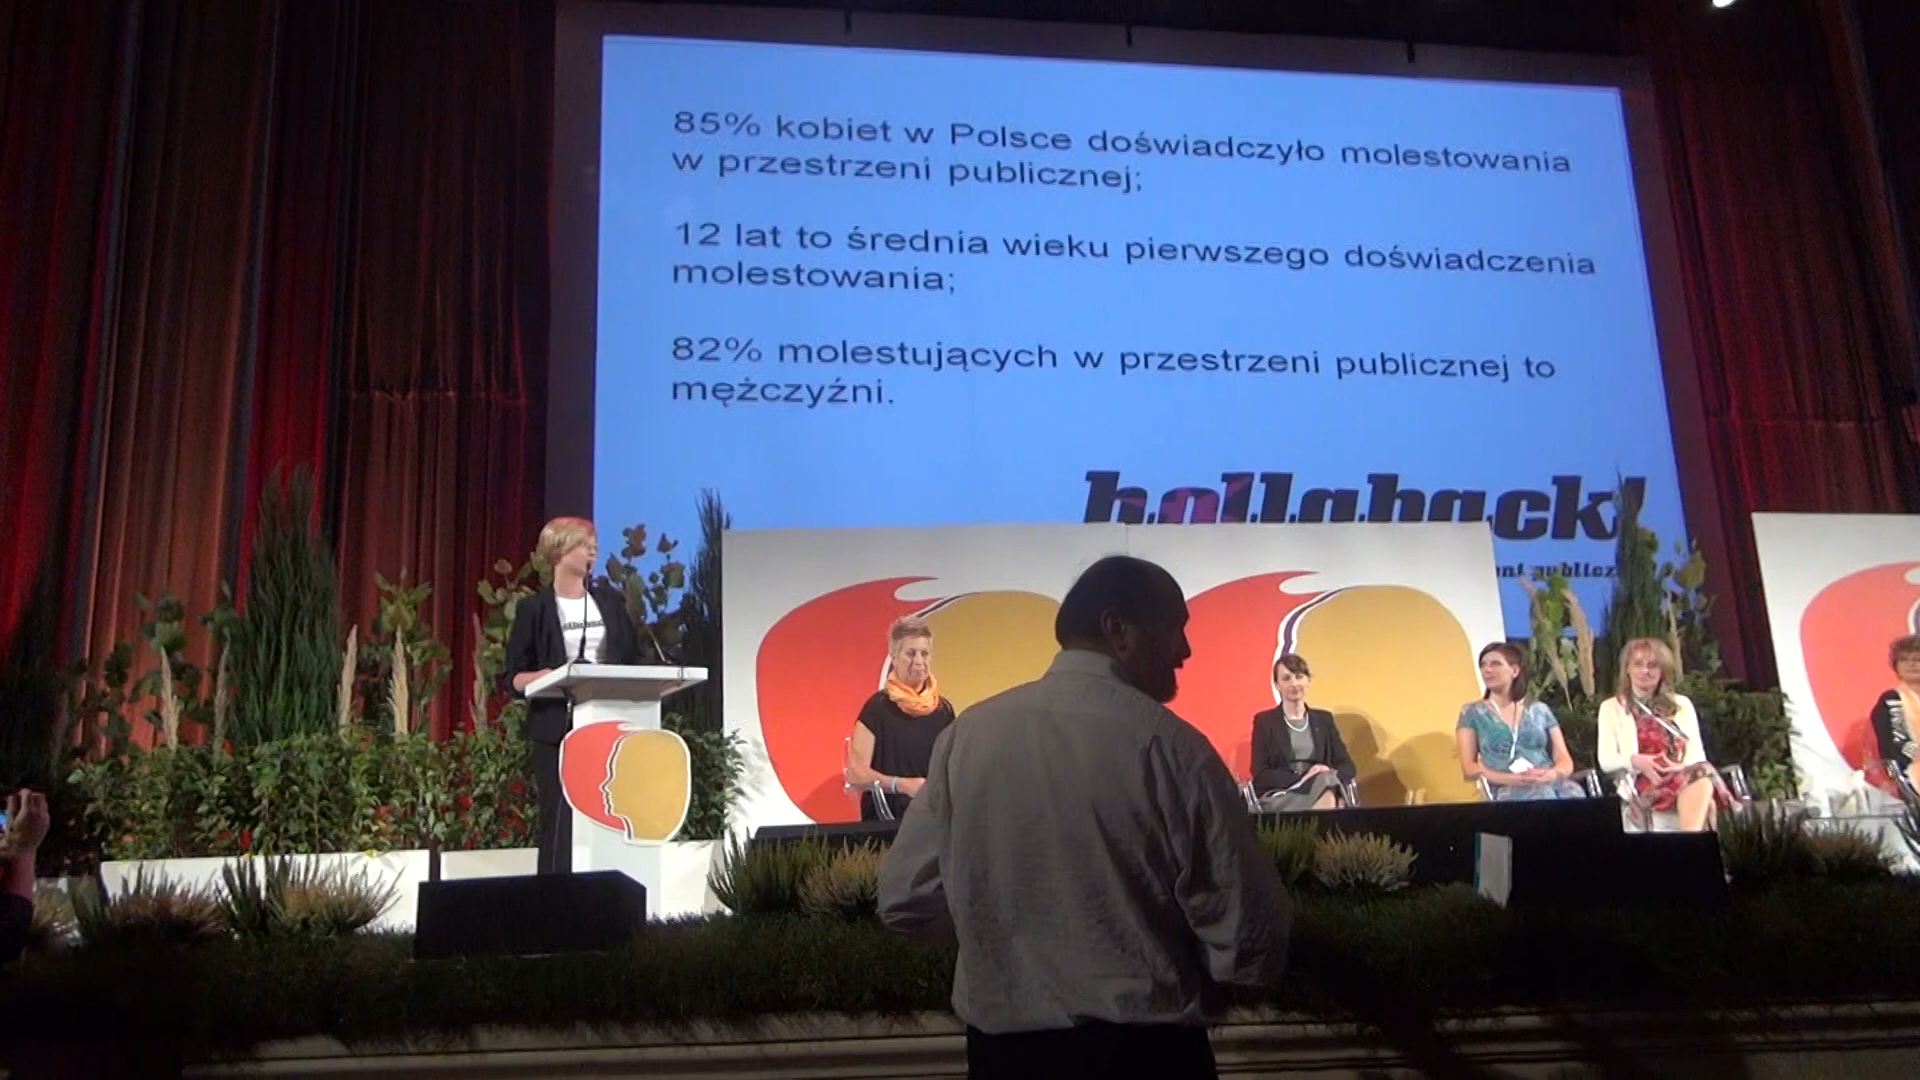 85% kobiet w Polsce doświadczyło molestowania
w przestrzeni publicznej;
12 lat to średnia wieku pierwszego doświadczenia
molestowania;
82% molestujących w przestrzeni publicznej to
mężczyźni.
hollaback!